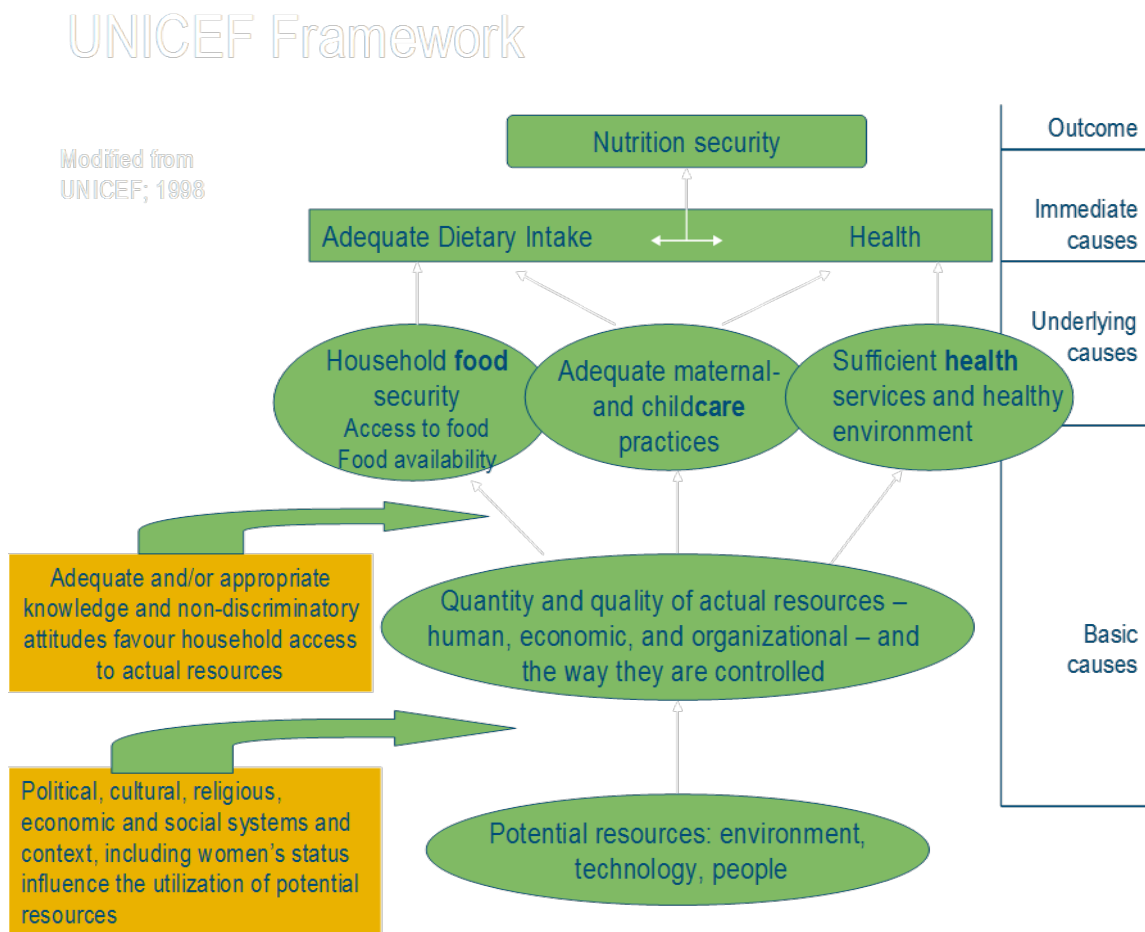 UNICEF Framework
Modified from
UNICEF; 1998
Nutrition security
Outcome
Adequate Dietary Intake
Health
Immediate
causes
Household food
security
Access to food
Food availability
Adequate maternal-
and childcare
practices
Sufficient health
services and healthy
environment
Underlying
causes
Adequate and/or appropriate
knowledge and non-discriminatory
attitudes favour household access
to actual resources
Quantity and quality of actual resources –
human, economic, and organizational – and
the way they are controlled
Basic
causes
Political, cultural, religious,
economic and social systems and
context, including women's status
influence the utilization of potential
resources
Potential resources: environment,
technology, people